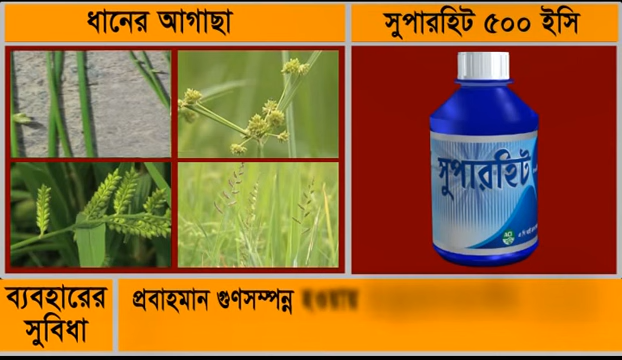 ধানের আগাছা
সুপারহিট ৫০০ ইসি
সুপারহিট
ব্যবহারের
সুবিধা
প্রবাহমান গুণসম্পন্ন